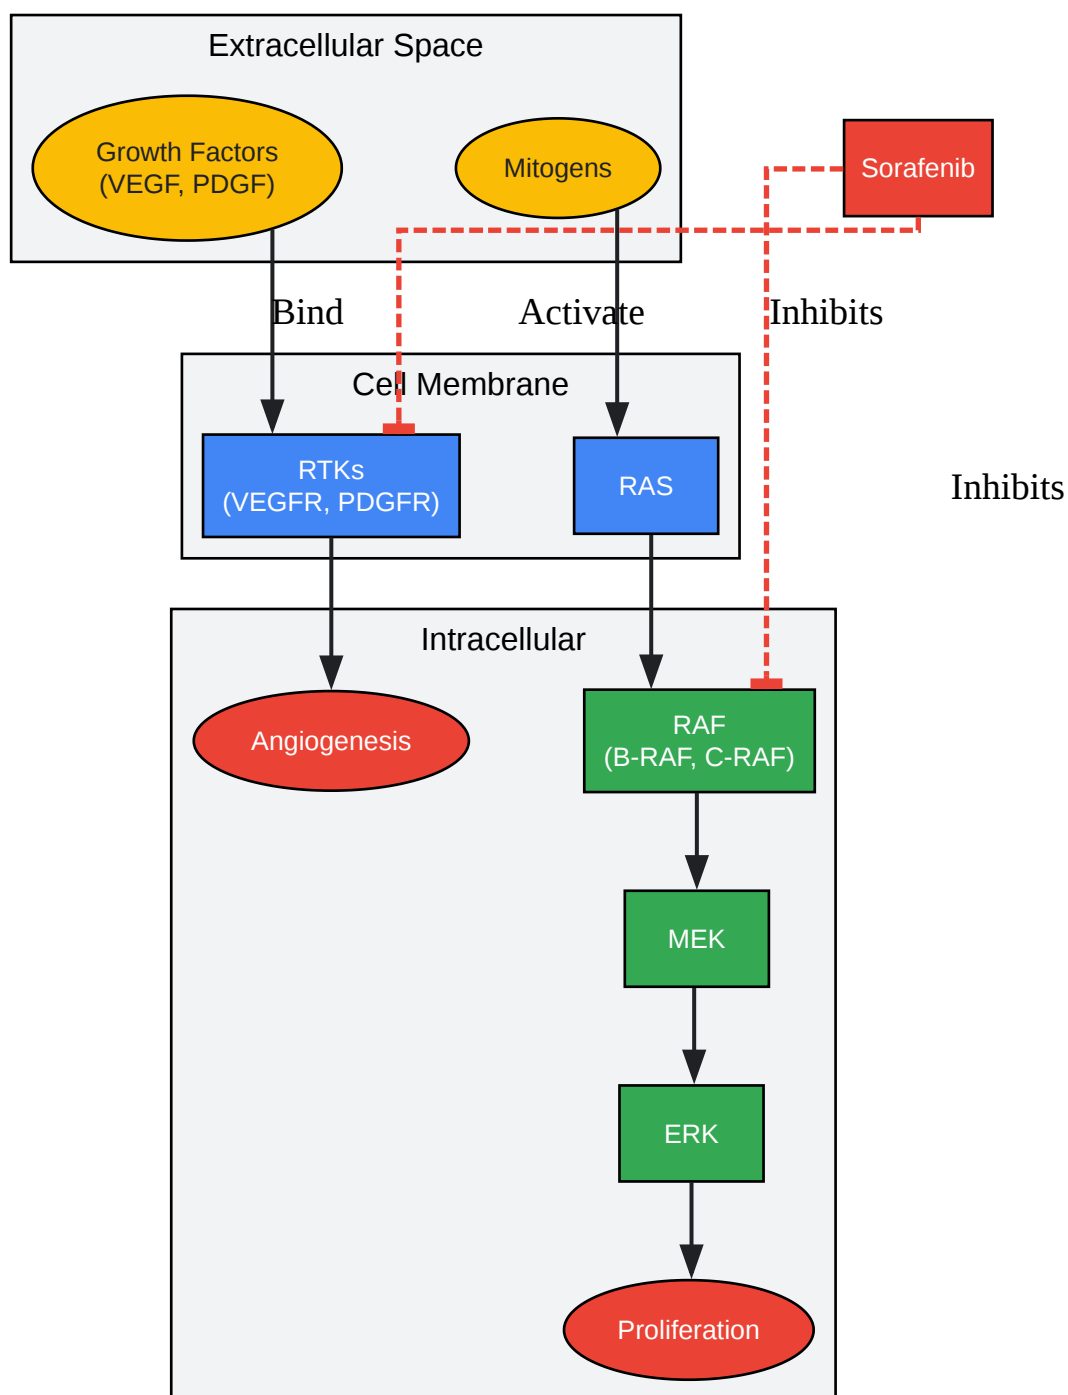 Extracellular Space
Growth Factors
(VEGF, PDGF)
Mitogens
Sorafenib
Bind
Activate
Inhibits
Cell Membrane
RTKs
(VEGFR, PDGFR)
RAS
Inhibits
Intracellular
Angiogenesis
RAF
(B-RAF, C-RAF)
MEK
ERK
Proliferation